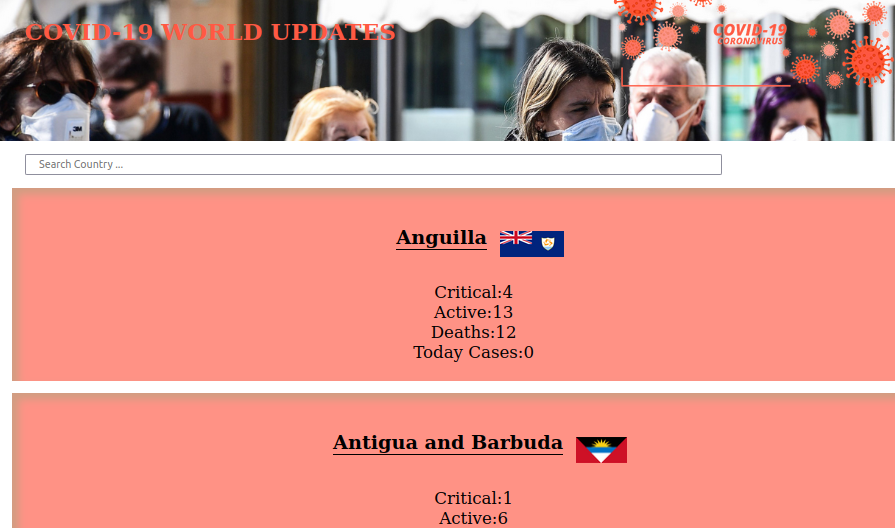 COVID-19 WORLD UPDATES
COVID-19
CORONAVIRUS
3M
Search Country ...
Anguilla
Critical:4
Active:13
Deaths:12
Today Cases:0
Antigua and Barbuda
Critical:1
Active:6